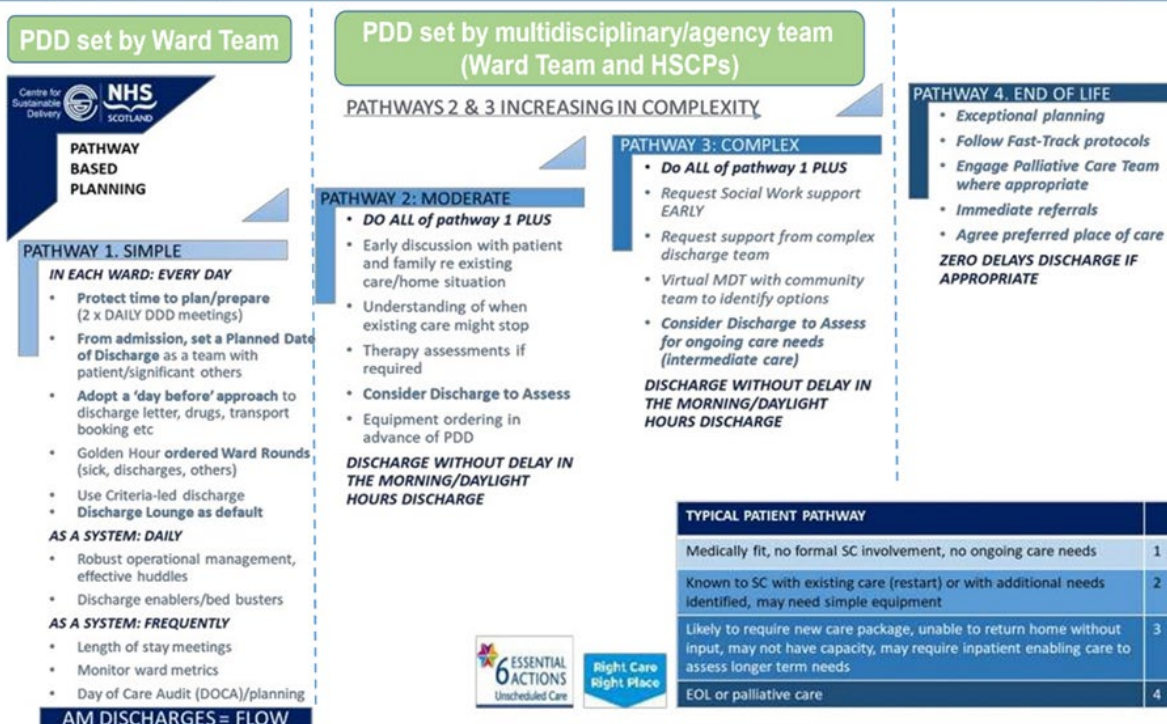 PDD set by Ward Team
Centre for
Sustainable
Delivery
NHS
SCOTLAND
PATHWAY
BASED
PLANNING
PATHWAY 1. SIMPLE
IN EACH WARD: EVERY DAY
• Protect time to plan/prepare
(2 x DAILY DDD meetings)
• From admission, set a Planned Date
of Discharge as a team with
patient/significant others
• Adopt a ‘day before’ approach to
discharge letter, drugs, transport
booking etc
• Golden Hour ordered Ward Rounds
(sick, discharges, others)
• Use Criteria-led discharge
• Discharge Lounge as default
AS A SYSTEM: DAILY
• Robust operational management,
effective huddles
• Discharge enablers/bed busters
AS A SYSTEM: FREQUENTLY
• Length of stay meetings
• Monitor ward metrics
• Day of Care Audit (DOCA)/planning
AM DISCHARGES = FLOW
PDD set by multidisciplinary/agency team
(Ward Team and HSCPs)
PATHWAYS 2 & 3 INCREASING IN COMPLEXITY
PATHWAY 2: MODERATE
• DO ALL of pathway 1 PLUS
• Early discussion with patient
and family re existing
care/home situation
• Understanding of when
existing care might stop
• Therapy assessments if
required
• Consider Discharge to Assess
• Equipment ordering in
advance of PDD
DISCHARGE WITHOUT DELAY IN
THE MORNING/DAYLIGHT
HOURS DISCHARGE
PATHWAY 3: COMPLEX
• Do ALL of pathway 1 PLUS
• Request Social Work support
EARLY
• Request support from complex
discharge team
• Virtual MDT with community
team to identify options
• Consider Discharge to Assess
for ongoing care needs
(intermediate care)
DISCHARGE WITHOUT DELAY IN
THE MORNING/DAYLIGHT
HOURS DISCHARGE
PATHWAY 4. END OF LIFE
• Exceptional planning
• Follow Fast-Track protocols
• Engage Palliative Care Team
where appropriate
• Immediate referrals
• Agree preferred place of care
ZERO DELAYS DISCHARGE IF
APPROPRIATE
6 ESSENTIAL
ACTIONS
Unscheduled Care
Right Care
Right Place
TYPICAL PATIENT PATHWAY
Medically fit, no formal SC involvement, no ongoing care needs 1
Known to SC with existing care (restart) or with additional needs 2
identified, may need simple equipment
Likely to require new care package, unable to return home without 3
input, may not have capacity, may require inpatient enabling care to
assess longer term needs
EOL or palliative care 4